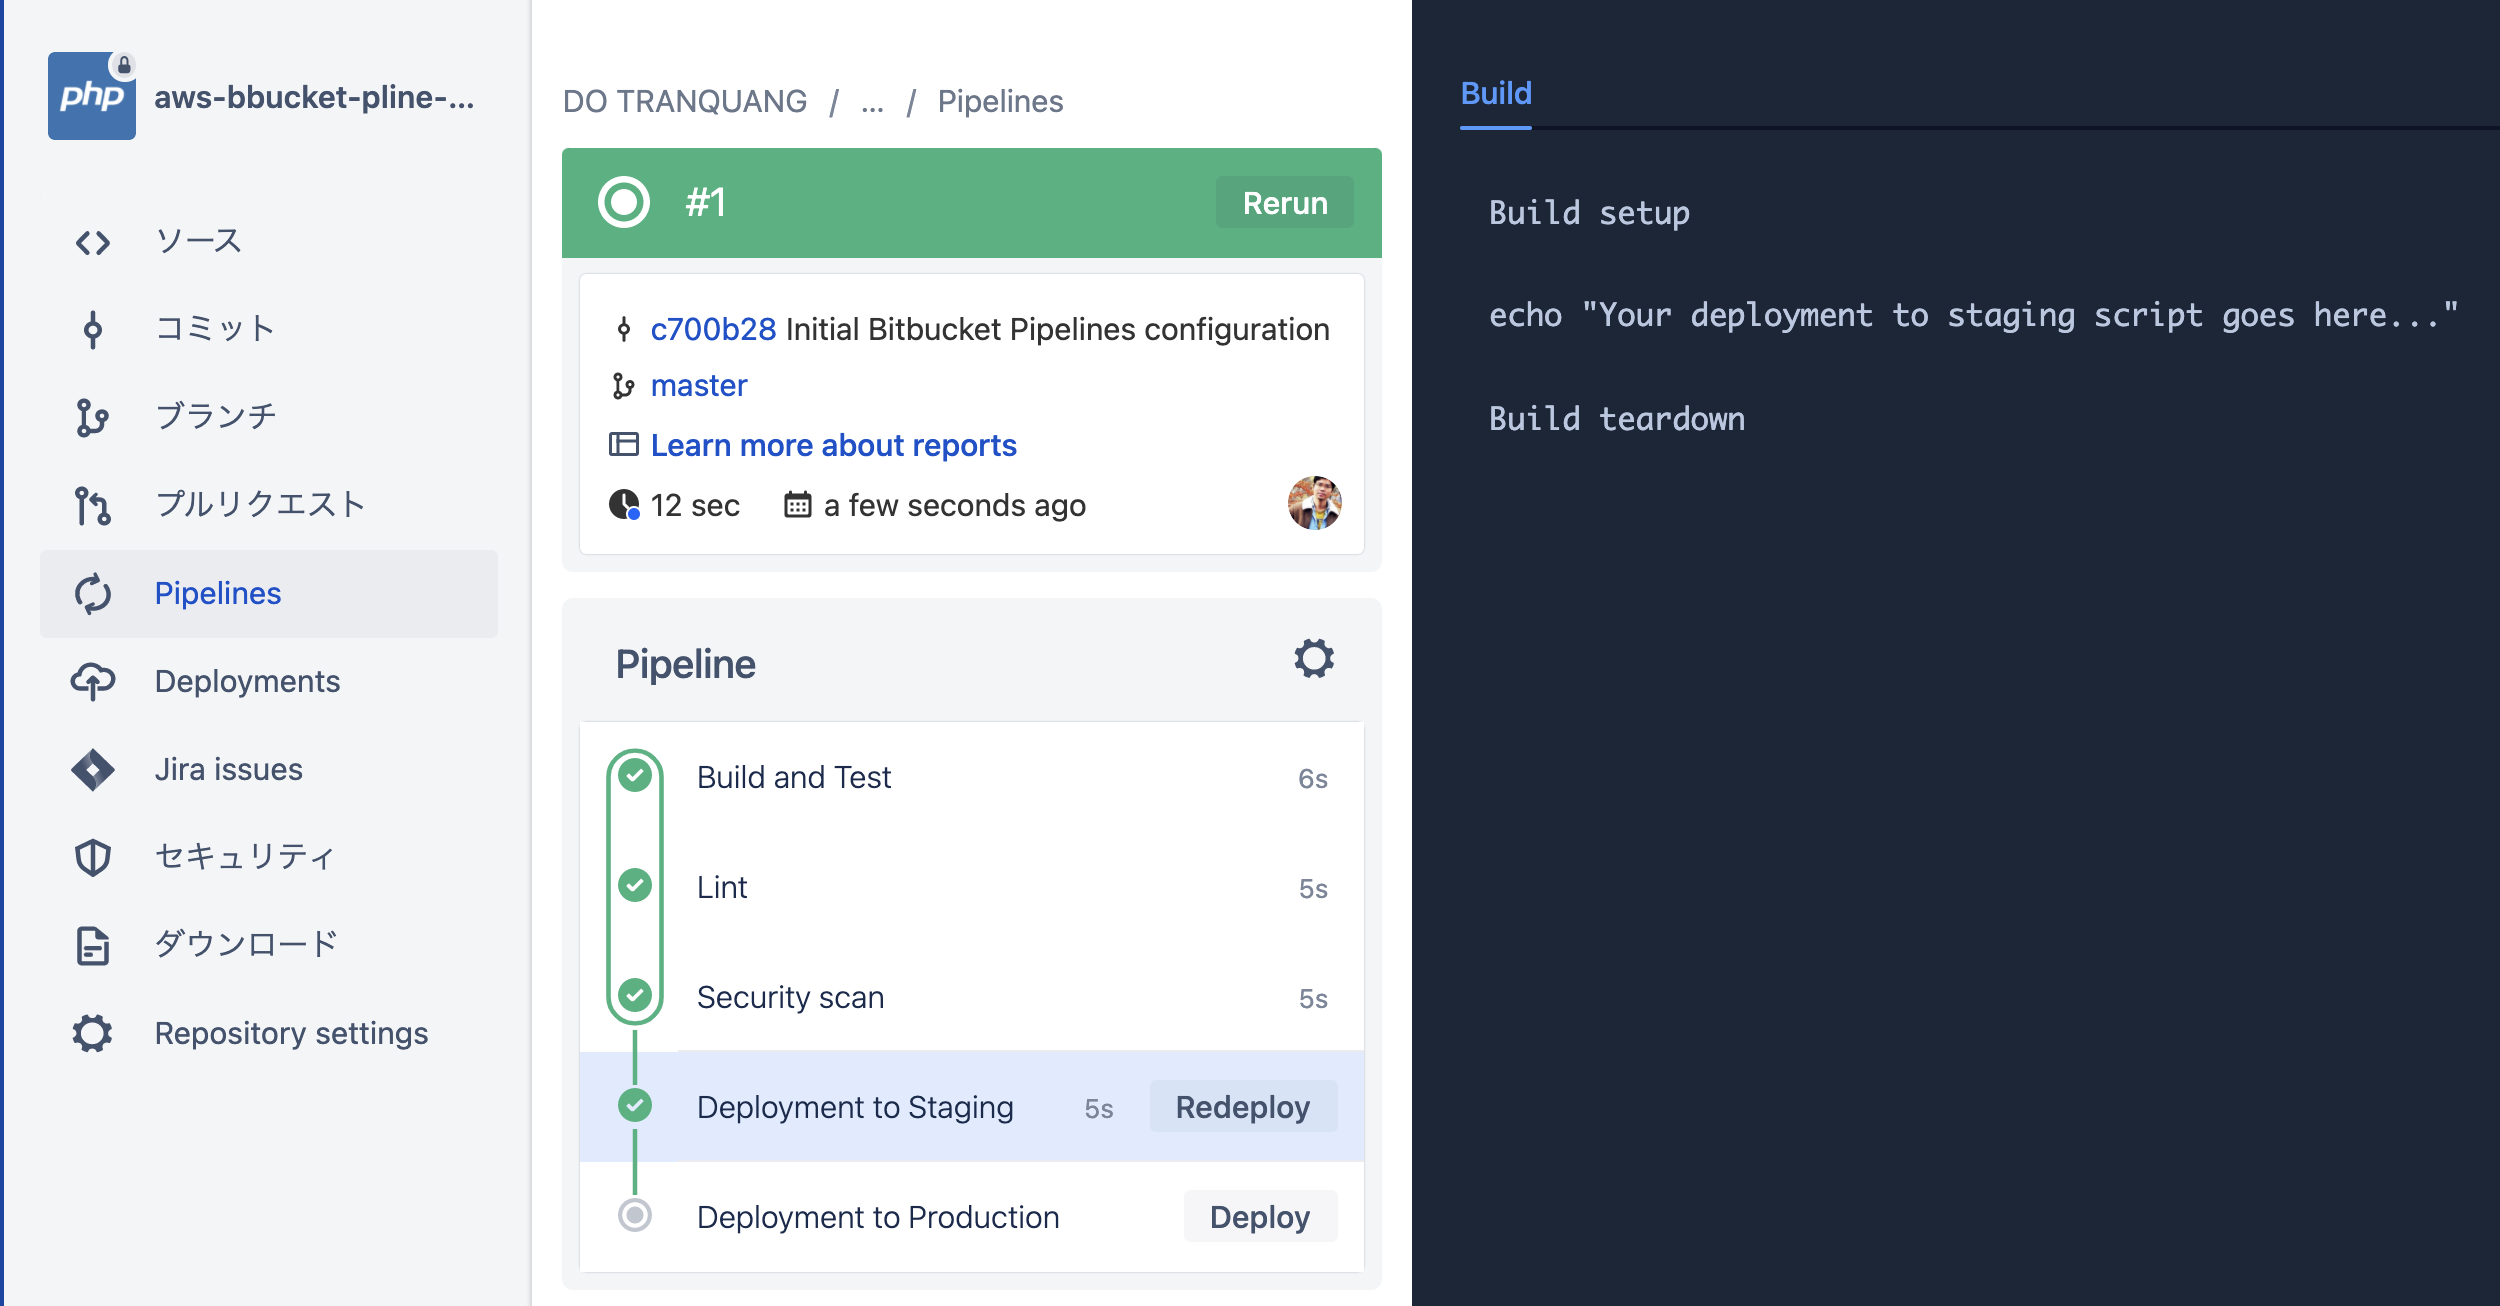 php
aws-bbucket-pline-...
ソース
コミット
ブランチ
プルリクエスト
Pipelines
Deployments
Jira issues
セキュリティ
ダウンロード
Repository settings
DO TRANQUANG / ... / Pipelines
#1 Rerun
c700b28 Initial Bitbucket Pipelines configuration
master
Learn more about reports
12 sec a few seconds ago
Pipeline
Build and Test 6s
Lint 5s
Security scan 5s
Deployment to Staging 5s Redeploy
Deployment to Production Deploy
Build
Build setup
echo "Your deployment to staging script goes here..."
Build teardown